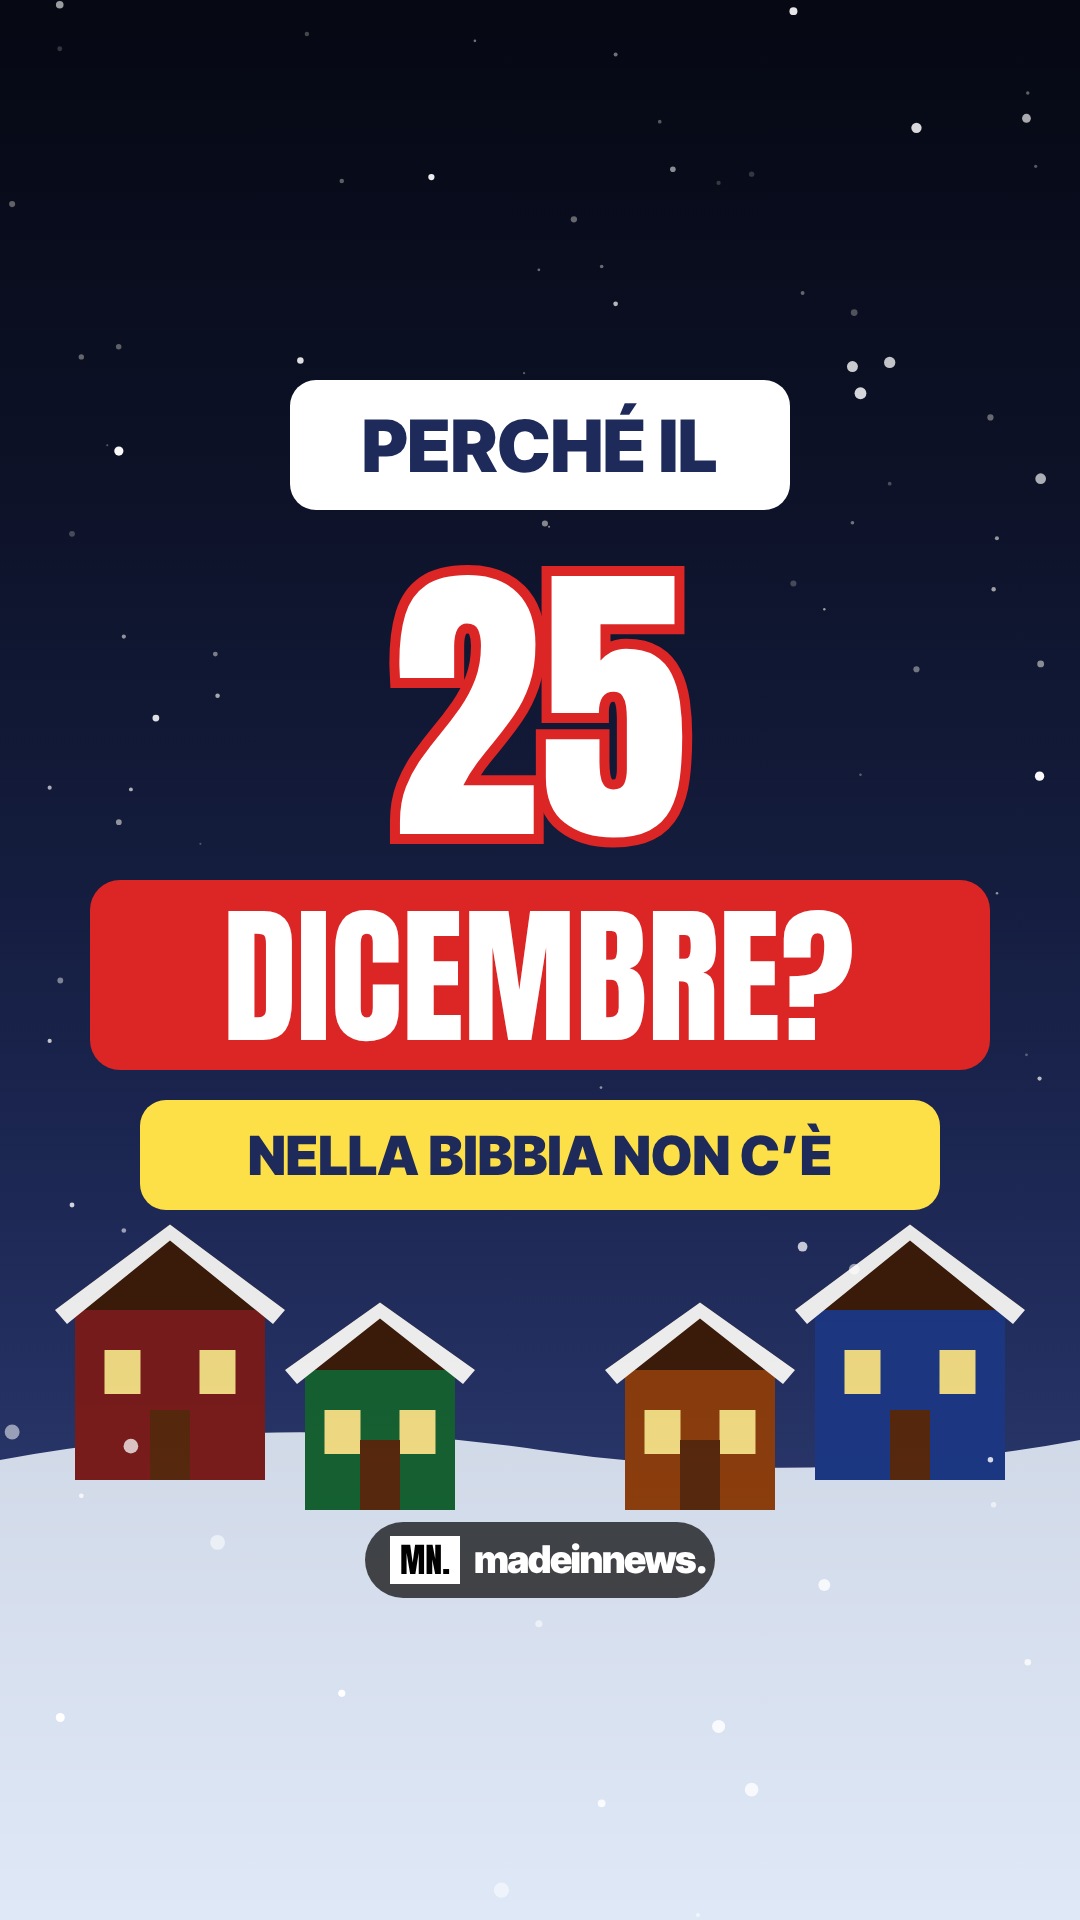 PERCHÉ IL
25
DICEMBRE?
NELLA BIBBIA NON C’È
MN. madeinnews.